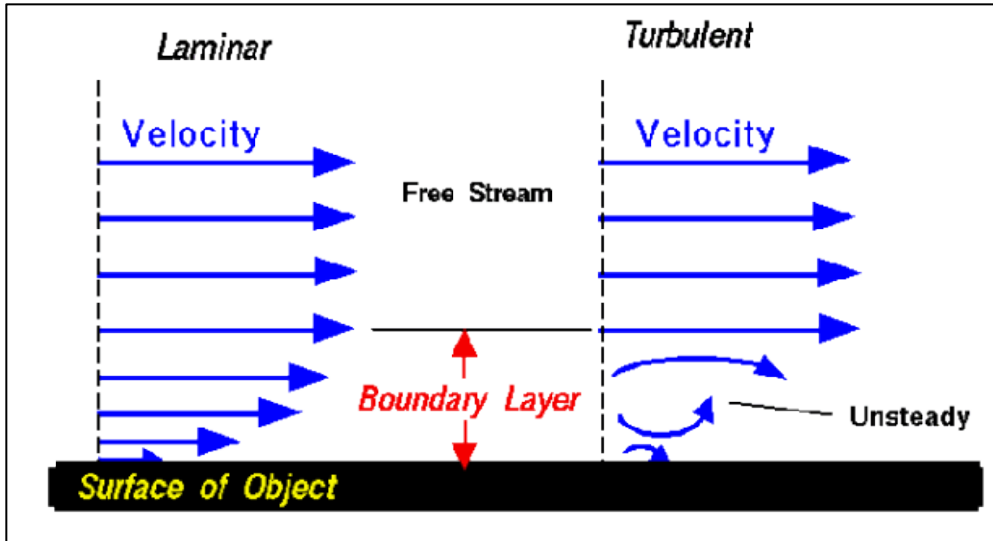 Laminar
Turbulent
Velocity
Velocity
Free Stream
Boundary Layer
Unsteady
Surface of Object